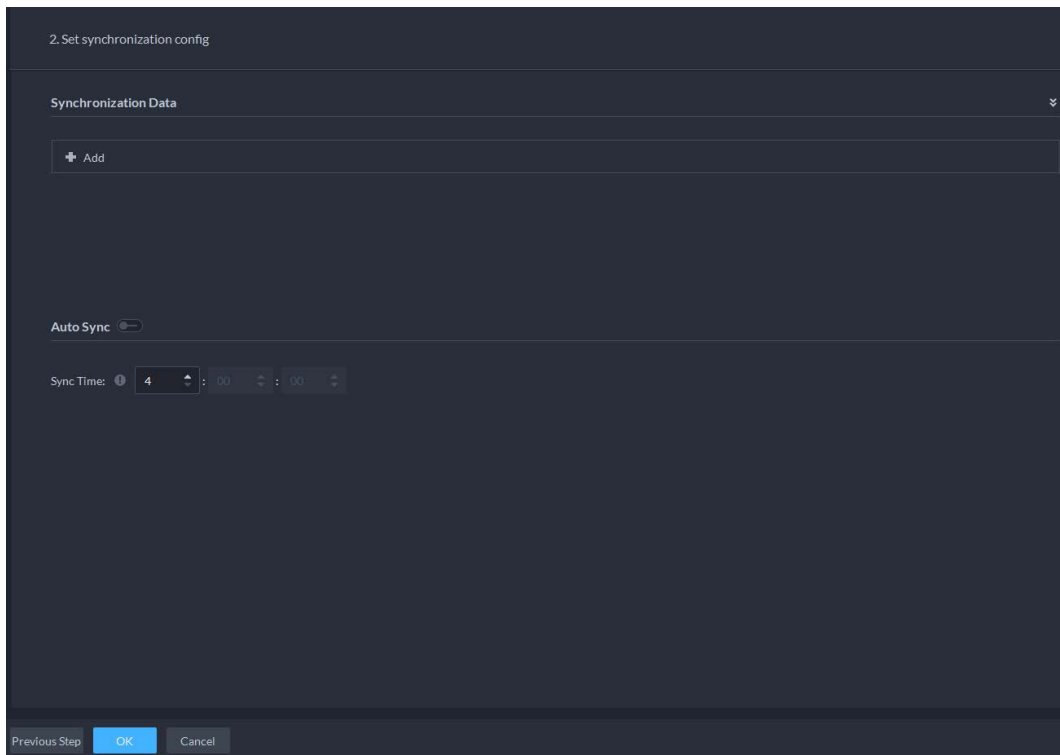 2. Set synchronization config
Synchronization Data
Add
Auto Sync
Sync Time: 4 : 00 : 00
Previous Step OK Cancel